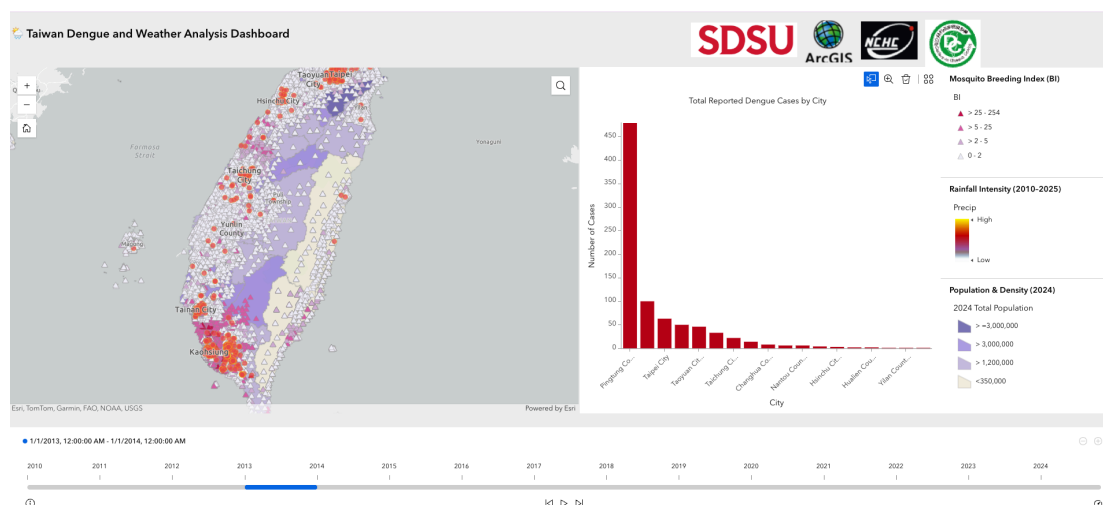 Taiwan Dengue and Weather Analysis Dashboard
SDSU
ArcGIS
NCHC
+
−
Taoyuan Taipei
City
Hsinchu City
Formosa
Strait
Yonaguni
Taichung
City
Puli
Township
Yunlin
County
Magong
Tainan City
Kaohsiung
Esri, TomTom, Garmin, FAO, NOAA, USGS
Powered by Esri
Total Reported Dengue Cases by City
Number of Cases
450
400
350
300
250
200
150
100
50
0
Pingtung Co...
Taipei City
Taoyuan Cit...
Taichung Ci...
Changhua Co...
Nantou Coun...
Hsinchu Cit...
Hualien Cou...
Yilan Count...
City
Mosquito Breeding Index (BI)
BI
> 25 - 254
> 5 - 25
> 2 - 5
0 - 2
Rainfall Intensity (2010–2025)
Precip
High
Low
Population & Density (2024)
2024 Total Population
> =3,000,000
> 3,000,000
> 1,200,000
<350,000
1/1/2013, 12:00:00 AM - 1/1/2014, 12:00:00 AM
2010 2011 2012 2013 2014 2015 2016 2017 2018 2019 2020 2021 2022 2023 2024